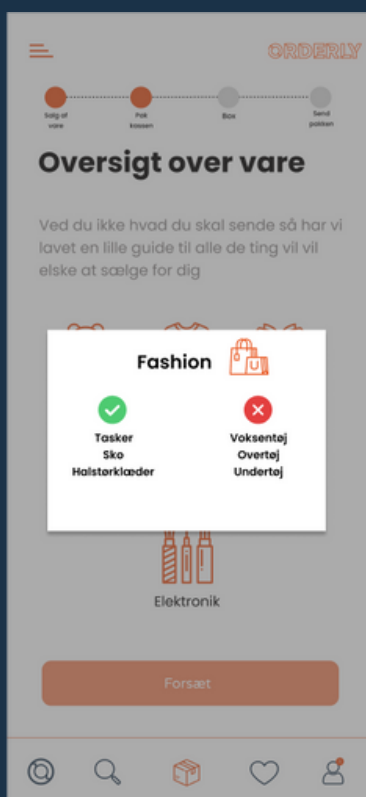 ORDERLY
Salg af
vare
Pak
kassen
Box
Send
pakken
Oversigt over vare
Ved du ikke hvad du skal sende så har vi
lavet en lille guide til alle de ting vil vil
elske at sælge for dig
Fashion
Tasker
Sko
Halstørklæder
Voksentøj
Overtøj
Undertøj
Elektronik
Forsæt